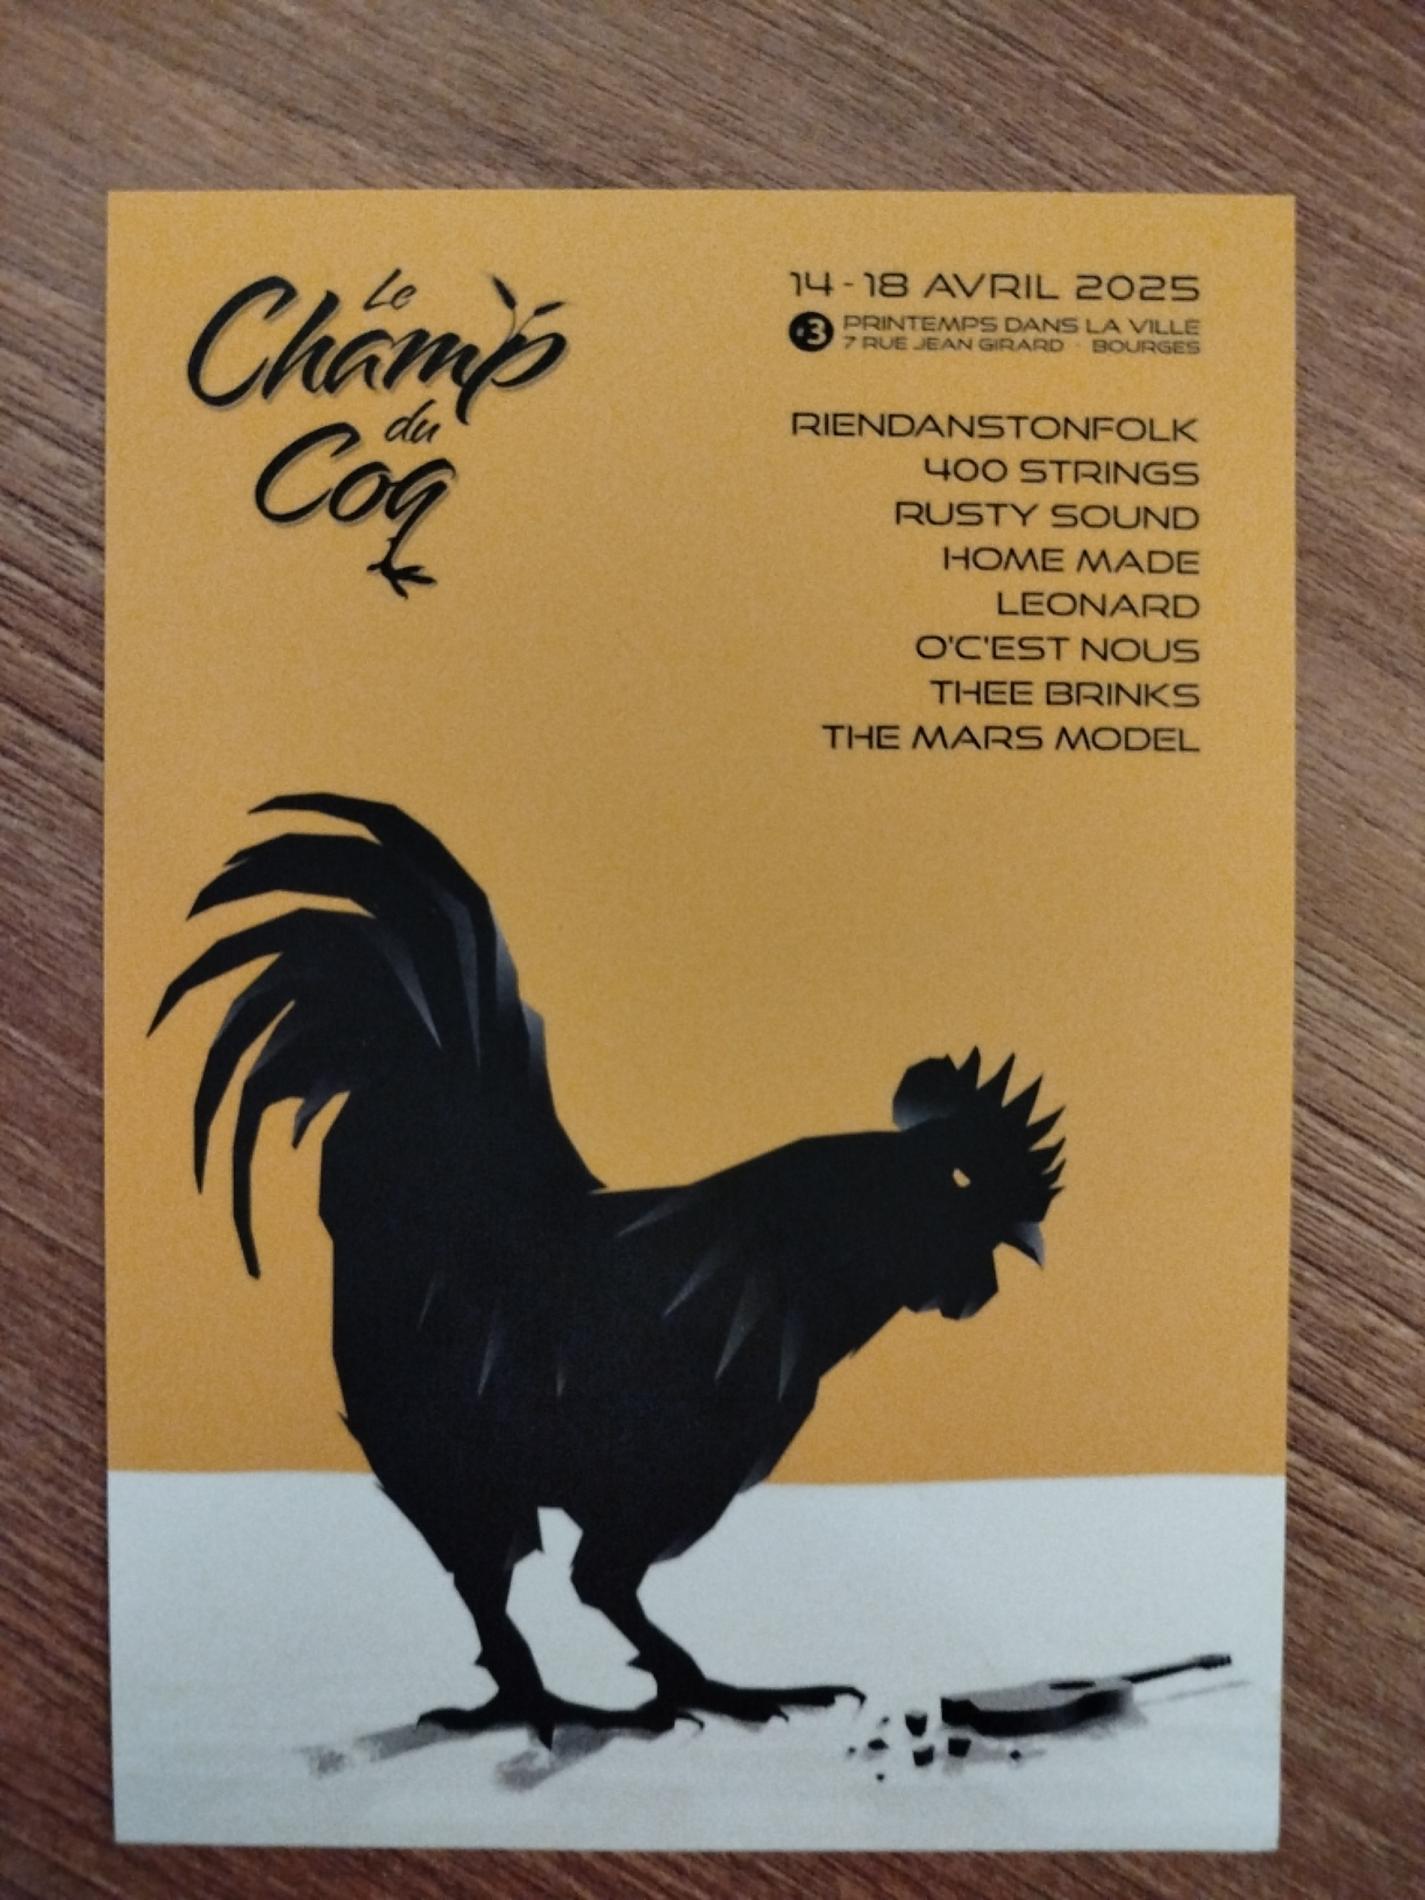 Le
Champ
du
Coq
14 - 18 AVRIL 2025
#3 PRINTEMPS DANS LA VILLE
7 RUE JEAN GIRARD · BOURGES
RIENDANSTONFOLK
400 STRINGS
RUSTY SOUND
HOME MADE
LEONARD
O'C'EST NOUS
THEE BRINKS
THE MARS MODEL